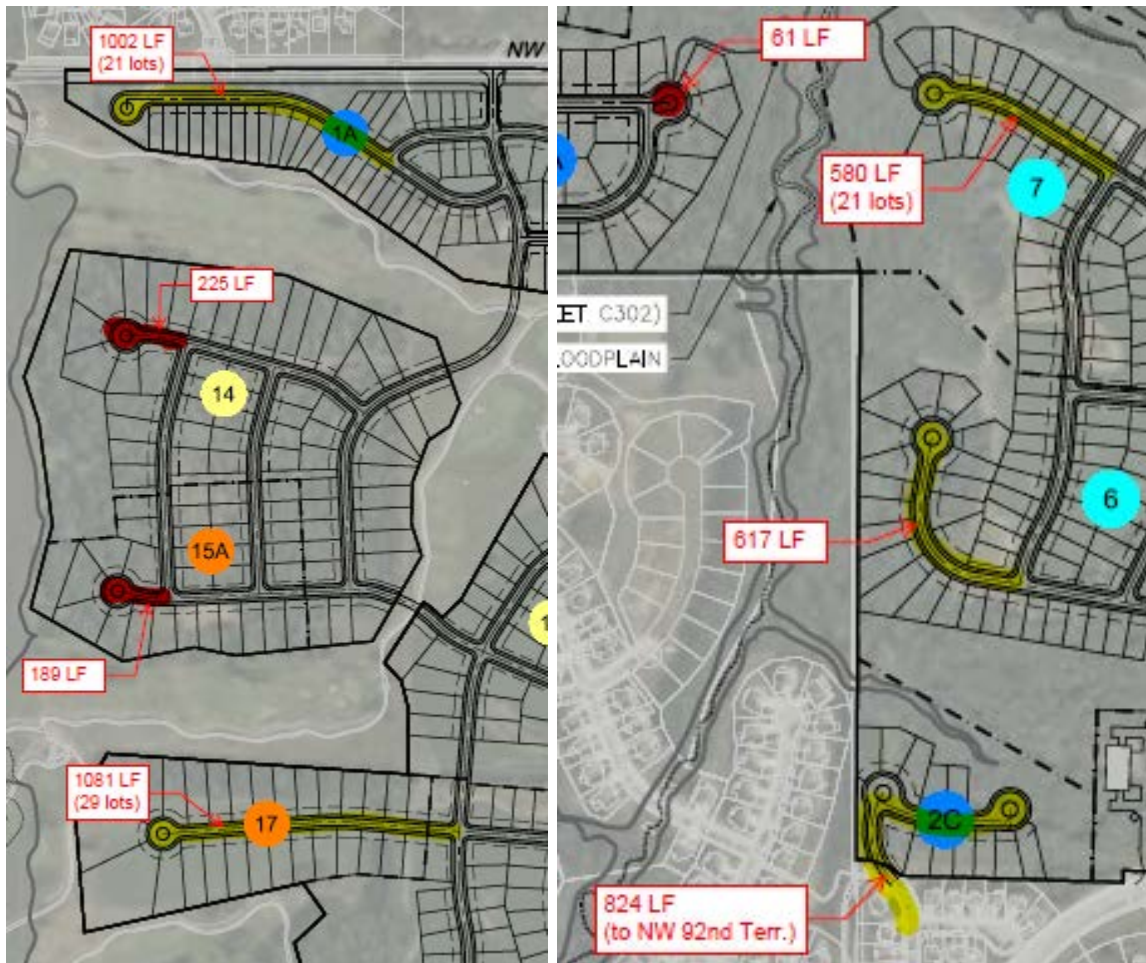 1002 LF
(21 lots)
NW
1A
225 LF
14
15A
189 LF
1081 LF
(29 lots)
17
61 LF
580 LF
(21 lots)
7
ET C302)
OODPLAIN
617 LF
6
2C
824 LF
(to NW 92nd Terr.)